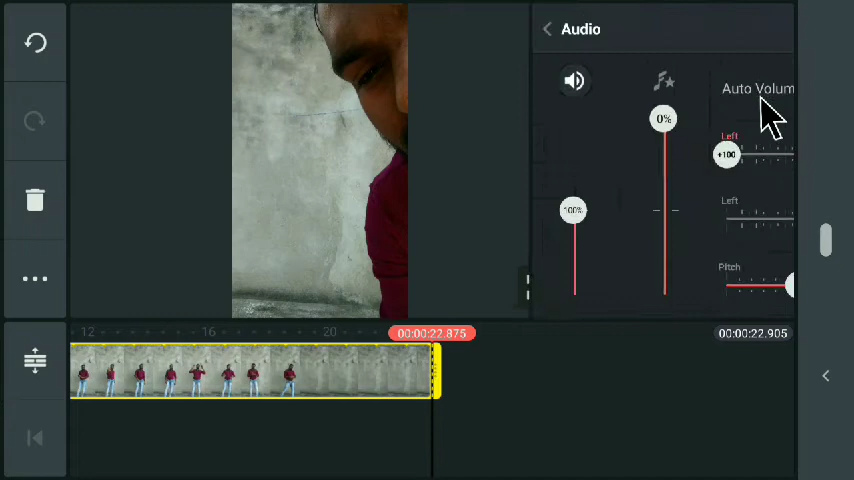 Audio
Auto Volum
0%
Left
+100
100%
Left
Pitch
12
16
20
00:00:22.875
00:00:22.905